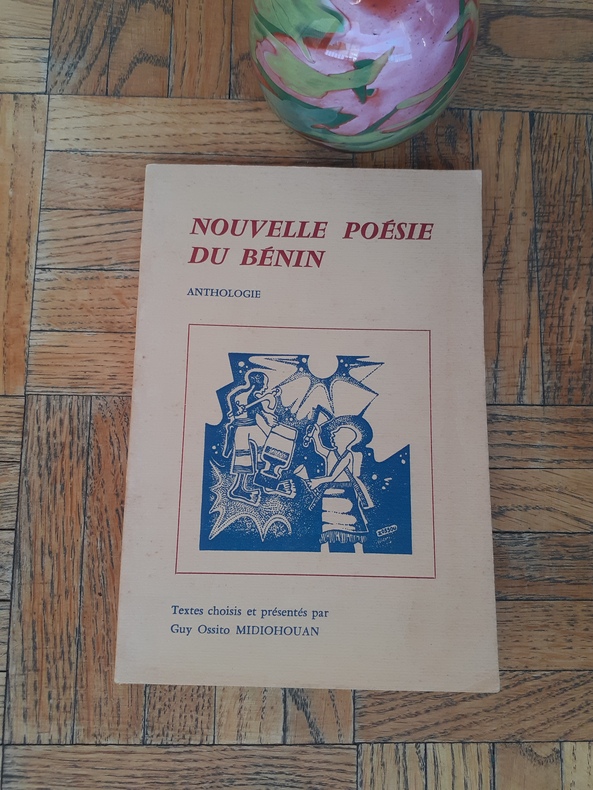 NOUVELLE POÉSIE
DU BÉNIN
ANTHOLOGIE
Textes choisis et présentés par
Guy Ossito MIDIOHOUAN